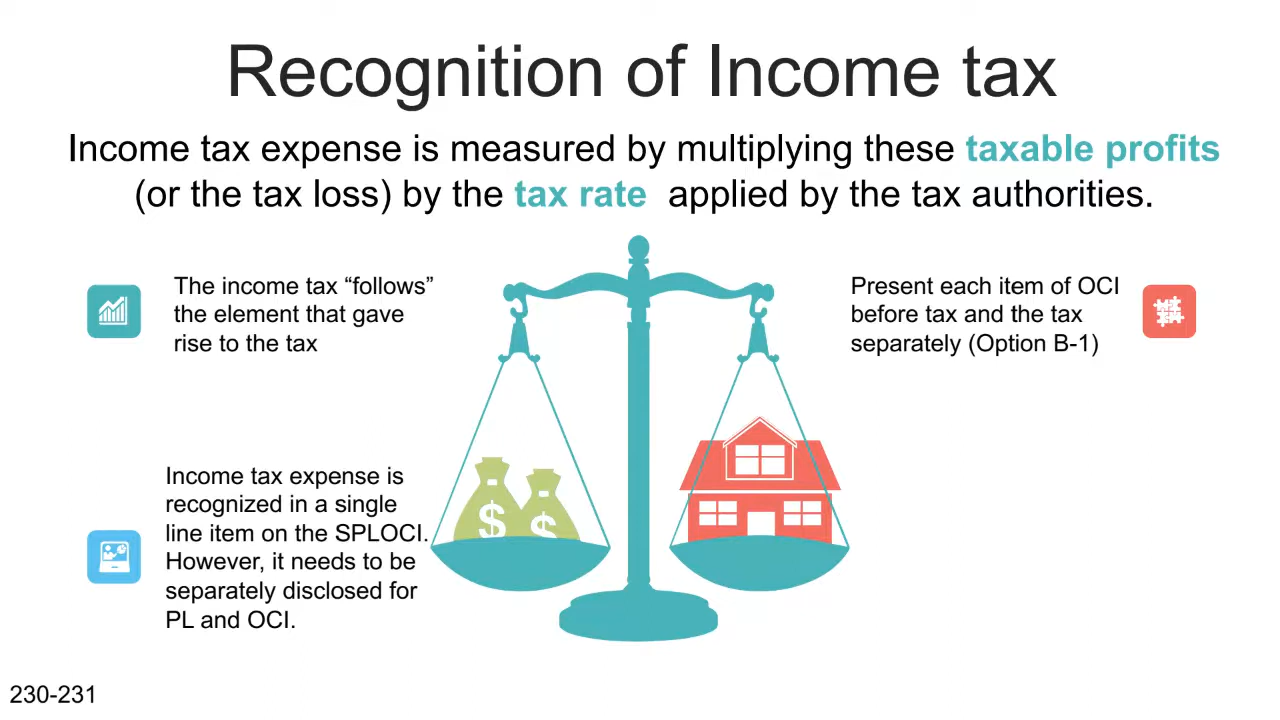 Recognition of Income tax
Income tax expense is measured by multiplying these taxable profits
(or the tax loss) by the tax rate applied by the tax authorities.
The income tax “follows”
the element that gave
rise to the tax
Present each item of OCI
before tax and the tax
separately (Option B-1)
Income tax expense is
recognized in a single
line item on the SPLOCI.
However, it needs to be
separately disclosed for
PL and OCI.
$ $
230-231